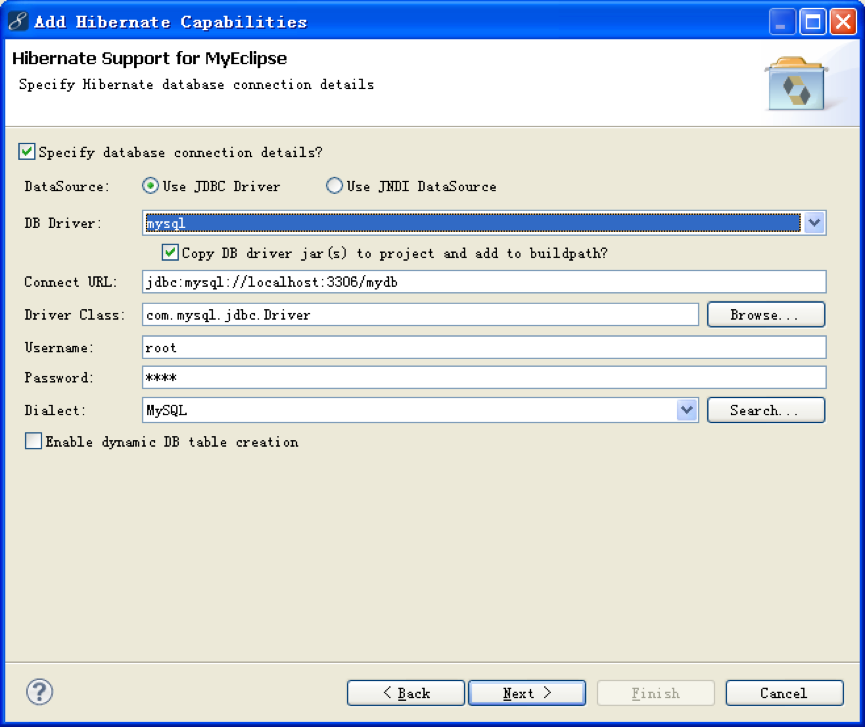 Add Hibernate Capabilities
Hibernate Support for MyEclipse
Specify Hibernate database connection details
Specify database connection details?
DataSource: Use JDBC Driver Use JNDI DataSource
DB Driver: mysql
Copy DB driver jar(s) to project and add to buildpath?
Connect URL: jdbc:mysql://localhost:3306/mydb
Driver Class: com.mysql.jdbc.Driver Browse...
Username: root
Password: ****
Dialect: MySQL Search...
Enable dynamic DB table creation
? < Back Next > Finish Cancel